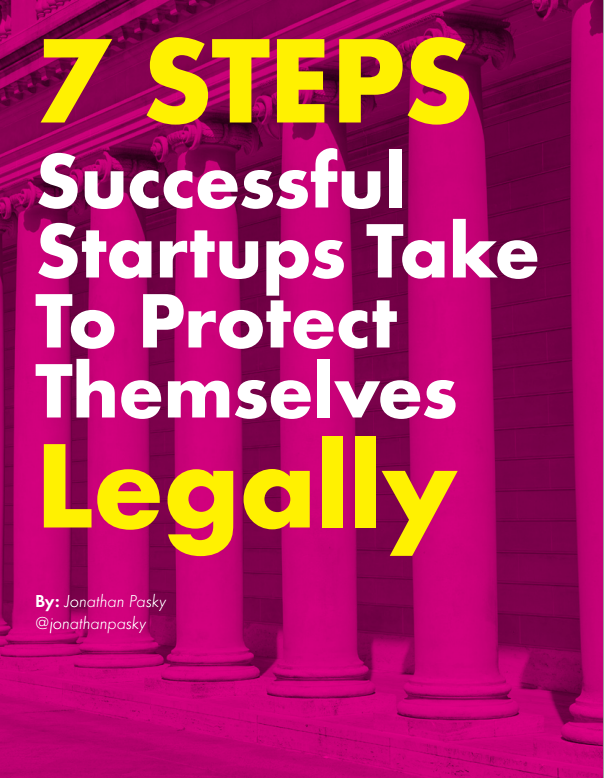 7 STEPS
Successful
Startups Take
To Protect
Themselves
Legally
By: Jonathan Pasky
@jonathanpasky